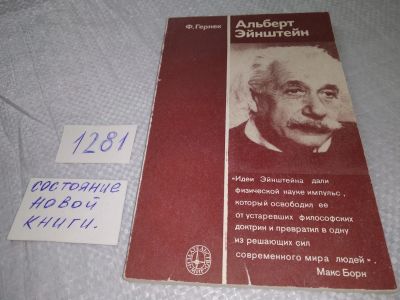 Ф. Гернек
Альберт
Эйнштейн
«Идеи Эйнштейна дали
физической науке импульс,
который освободил ее
от устаревших философских
доктрин и превратил в одну
из решающих сил
современного мира людей».
Макс Борн
1281
состояние
новой
книги.